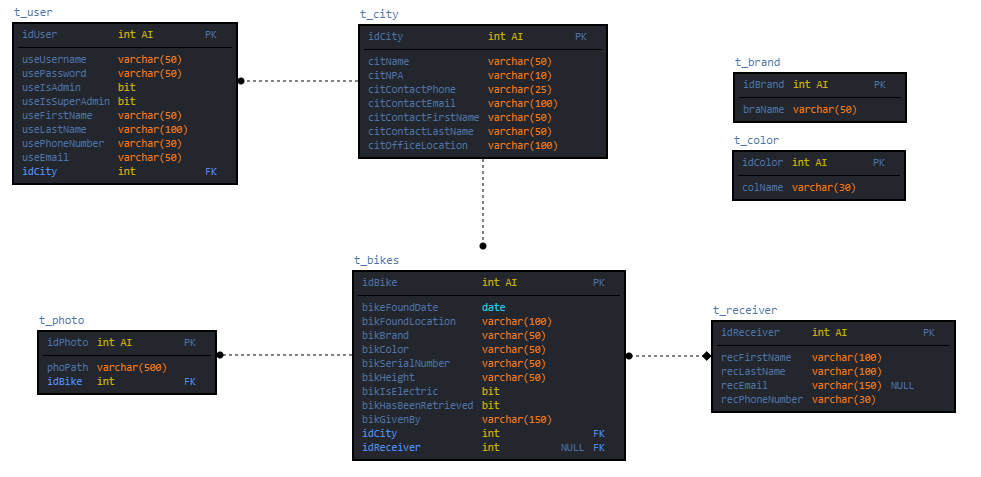 t_user
idUser int AI PK
useUsername varchar(50)
usePassword varchar(50)
useIsAdmin bit
useIsSuperAdmin bit
useFirstName varchar(50)
useLastName varchar(100)
usePhoneNumber varchar(30)
useEmail varchar(50)
idCity int FK
t_city
idCity int AI PK
citName varchar(50)
citNPA varchar(10)
citContactPhone varchar(25)
citContactEmail varchar(100)
citContactFirstName varchar(50)
citContactLastName varchar(50)
citOfficeLocation varchar(100)
t_brand
idBrand int AI PK
braName varchar(50)
t_color
idColor int AI PK
colName varchar(30)
t_photo
idPhoto int AI PK
phoPath varchar(500)
idBike int FK
t_bikes
idBike int AI PK
bikeFoundDate date
bikFoundLocation varchar(100)
bikBrand varchar(50)
bikColor varchar(50)
bikSerialNumber varchar(50)
bikHeight varchar(50)
bikIsElectric bit
bikHasBeenRetrieved bit
bikGivenBy varchar(150)
idCity int FK
idReceiver int NULL FK
t_receiver
idReceiver int AI PK
recFirstName varchar(100)
recLastName varchar(100)
recEmail varchar(150) NULL
recPhoneNumber varchar(30)